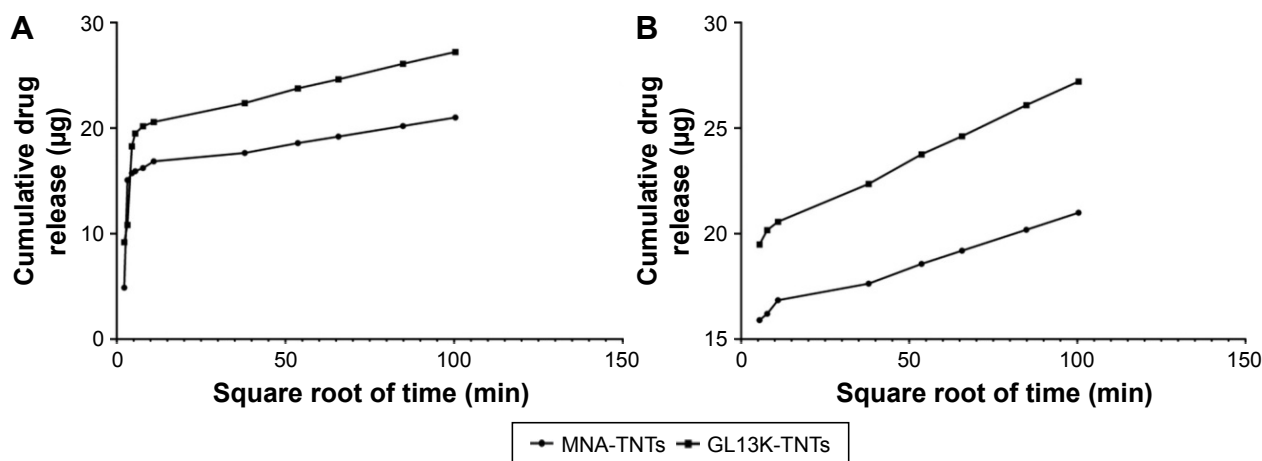 A
Cumulative drug
release (µg)
30
20
10
0
0 50 100 150
Square root of time (min)
B
Cumulative drug
release (µg)
30
25
20
15
0 50 100 150
Square root of time (min)
MNA-TNTs GL13K-TNTs